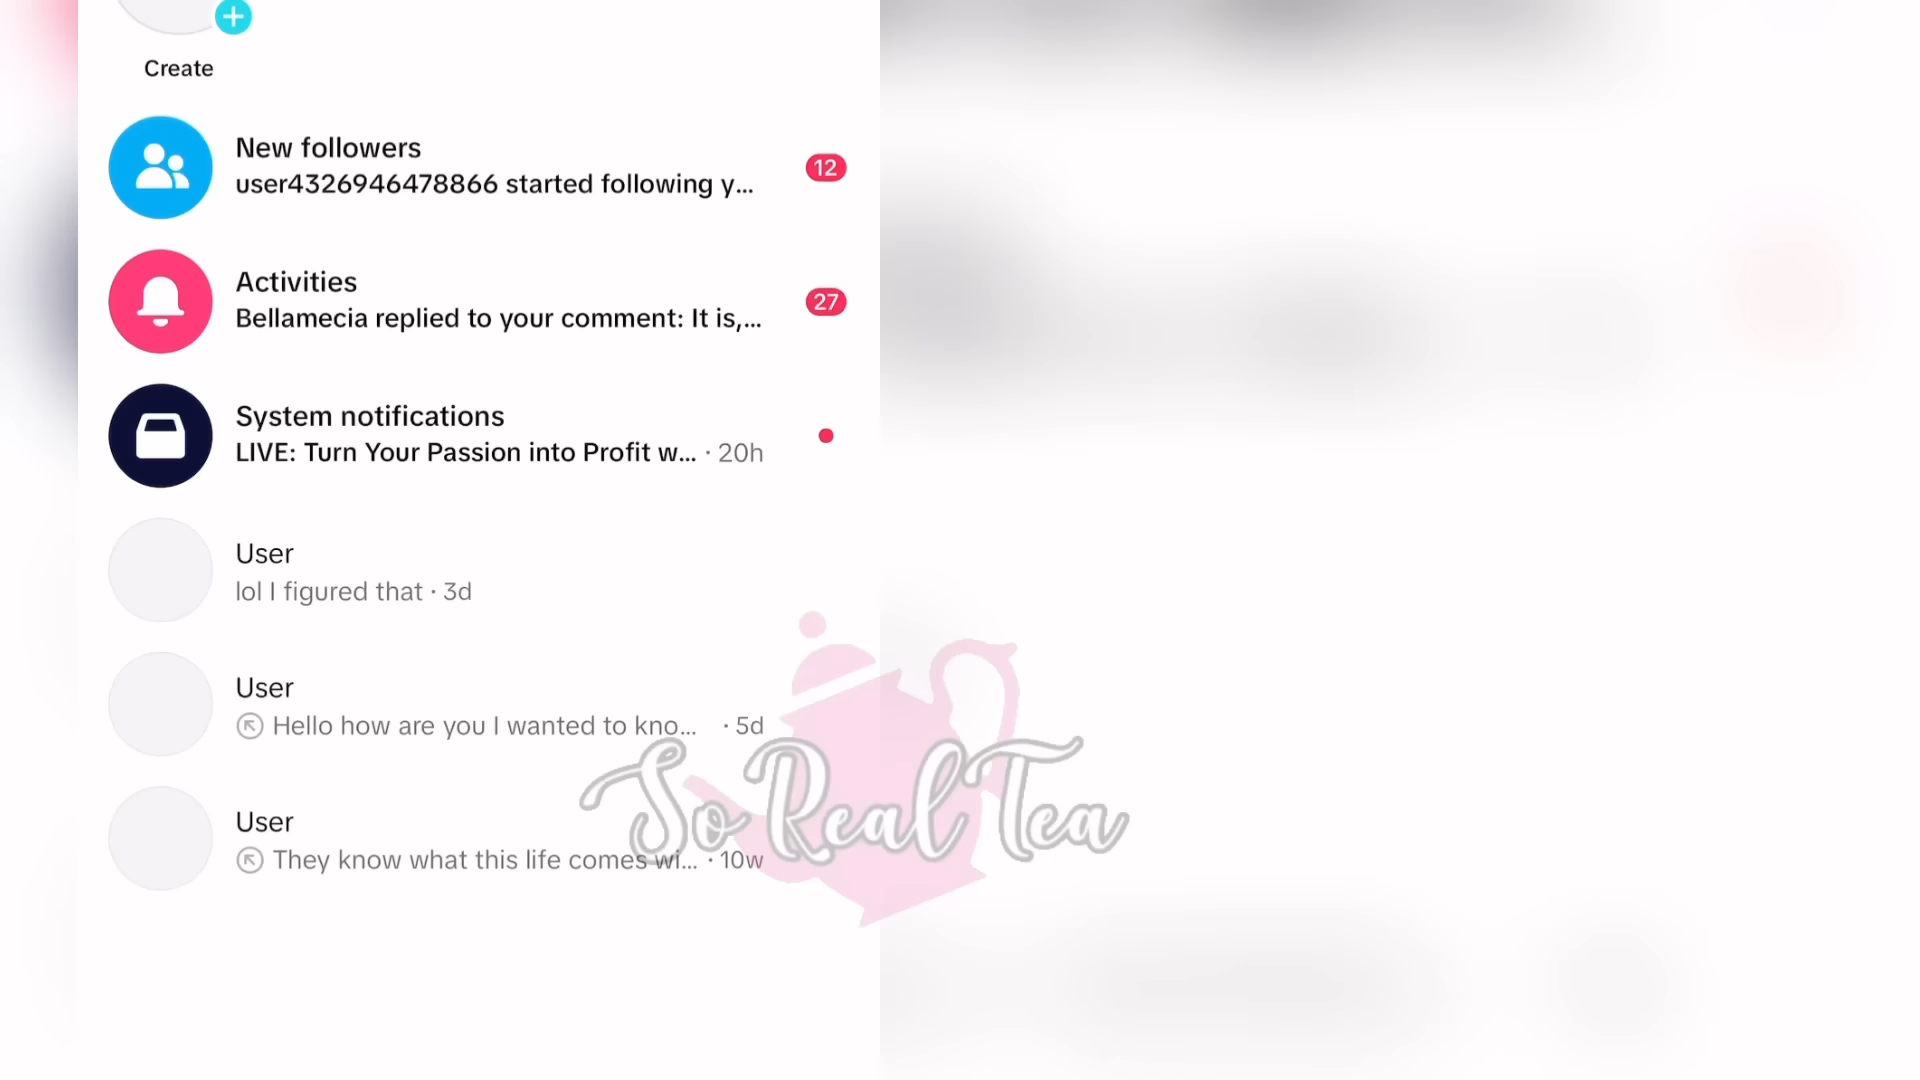 Create
New followers
user4326946478866 started following y...
12
Activities
Bellamecia replied to your comment: It is,...
27
System notifications
LIVE: Turn Your Passion into Profit w... · 20h
User
lol I figured that · 3d
User
Hello how are you I wanted to kno... · 5d
User
They know what this life comes wi... · 10w
So Real Tea